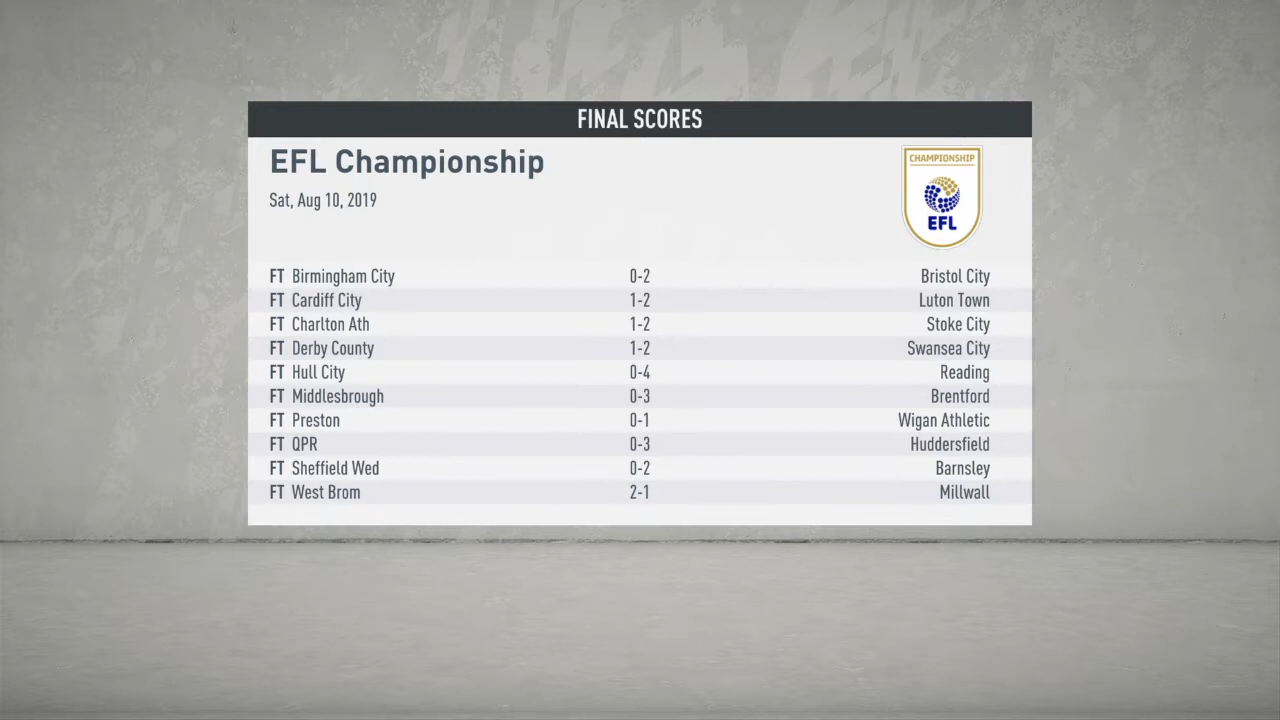 FINAL SCORES
EFL Championship
Sat, Aug 10, 2019
CHAMPIONSHIP
EFL
FT Birmingham City 0-2 Bristol City
FT Cardiff City 1-2 Luton Town
FT Charlton Ath 1-2 Stoke City
FT Derby County 1-2 Swansea City
FT Hull City 0-4 Reading
FT Middlesbrough 0-3 Brentford
FT Preston 0-1 Wigan Athletic
FT QPR 0-3 Huddersfield
FT Sheffield Wed 0-2 Barnsley
FT West Brom 2-1 Millwall